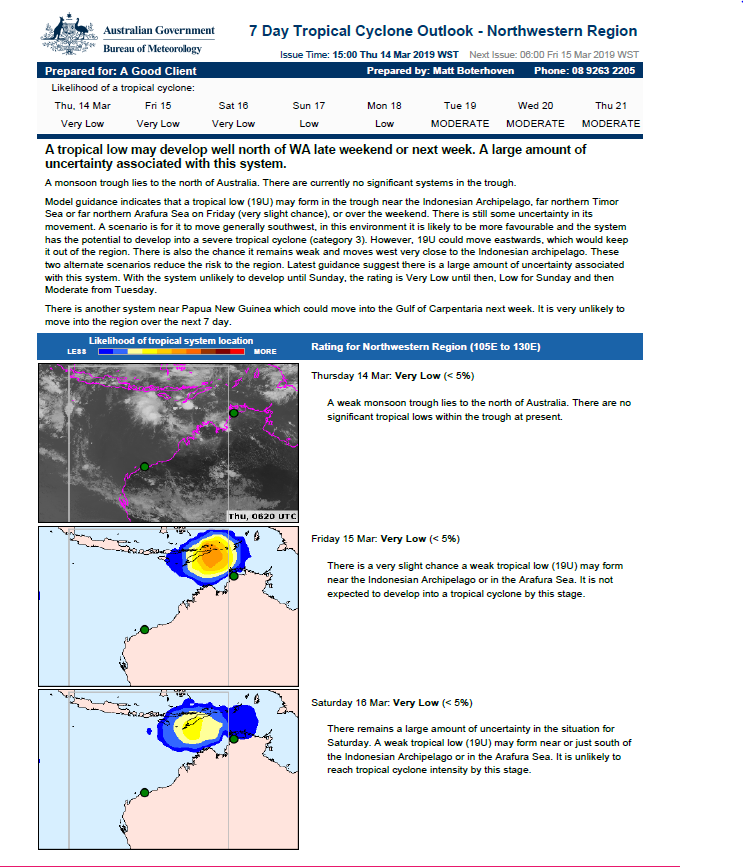 Australian Government
Bureau of Meteorology
7 Day Tropical Cyclone Outlook - Northwestern Region
Issue Time: 15:00 Thu 14 Mar 2019 WST Next Issue: 06:00 Fri 15 Mar 2019 WST
Prepared for: A Good Client Prepared by: Matt Boterhoven Phone: 08 9263 2205
Likelihood of a tropical cyclone:
Thu, 14 Mar Fri 15 Sat 16 Sun 17 Mon 18 Tue 19 Wed 20 Thu 21
Very Low Very Low Very Low Low Low MODERATE MODERATE MODERATE
A tropical low may develop well north of WA late weekend or next week. A large amount of
uncertainty associated with this system.
A monsoon trough lies to the north of Australia. There are currently no significant systems in the trough.
Model guidance indicates that a tropical low (19U) may form in the trough near the Indonesian Archipelago, far northern Timor
Sea or far northern Arafura Sea on Friday (very slight chance), or over the weekend. There is still some uncertainty in its
movement. A scenario is for it to move generally southwest, in this environment it is likely to be more favourable and the system
has the potential to develop into a severe tropical cyclone (category 3). However, 19U could move eastwards, which would keep
it out of the region. There is also the chance it remains weak and moves west very close to the Indonesian archipelago. These
two alternate scenarios reduce the risk to the region. Latest guidance suggest there is a large amount of uncertainty associated
with this system. With the system unlikely to develop until Sunday, the rating is Very Low until then, Low for Sunday and then
Moderate from Tuesday.
There is another system near Papua New Guinea which could move into the Gulf of Carpentaria next week. It is very unlikely to
move into the region over the next 7 day.
Likelihood of tropical system location
LESS MORE
Rating for Northwestern Region (105E to 130E)
Thursday 14 Mar: Very Low (< 5%)
A weak monsoon trough lies to the north of Australia. There are no
significant tropical lows within the trough at present.
Thu, 0620 UTC
Friday 15 Mar: Very Low (< 5%)
There is a very slight chance a weak tropical low (19U) may form
near the Indonesian Archipelago or in the Arafura Sea. It is not
expected to develop into a tropical cyclone by this stage.
Saturday 16 Mar: Very Low (< 5%)
There remains a large amount of uncertainty in the situation for
Saturday. A weak tropical low (19U) may form near or just south of
the Indonesian Archipelago or in the Arafura Sea. It is unlikely to
reach tropical cyclone intensity by this stage.